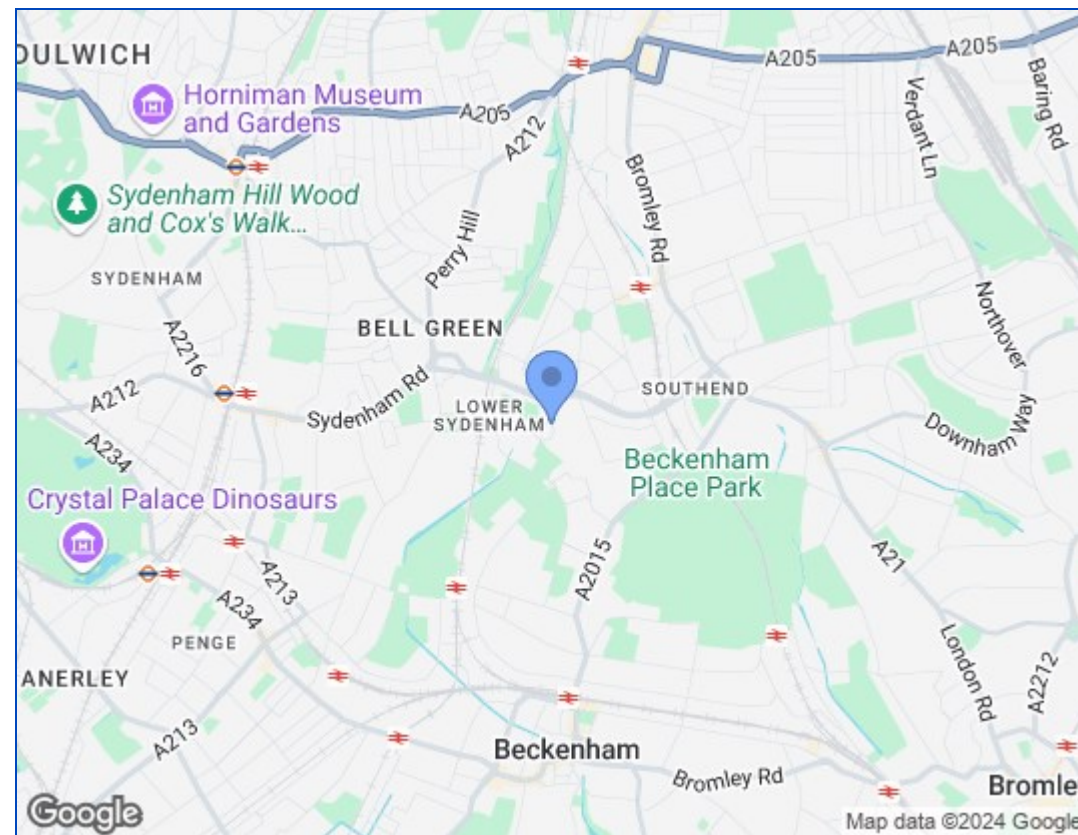 DULWICH
Horniman Museum
and Gardens
Sydenham Hill Wood
and Cox's Walk...
SYDENHAM
A2216
A212
A234
Crystal Palace Dinosaurs
A205
A212
A205
A205
Verdant Ln
Baring Rd
Bromley Rd
Perry Hill
BELL GREEN
Sydenham Rd
LOWER
SYDENHAM
SOUTHEND
Northover
Downham Way
Beckenham
Place Park
A2015
A21
London Rd
A2212
A213
A234
PENGE
ANERLEY
A213
Beckenham
Bromley Rd
Bromle
Google
Map data ©2024 Google